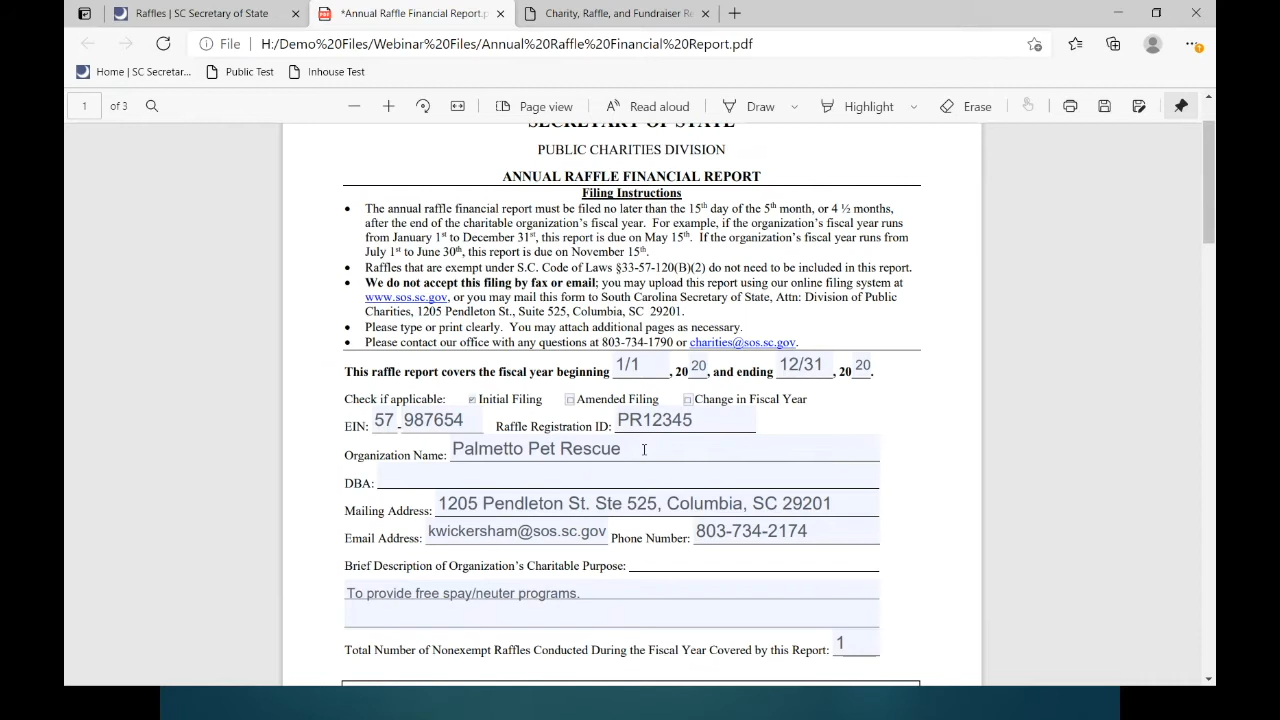 Raffles | SC Secretary of State
*Annual Raffle Financial Report.p
Charity, Raffle, and Fundraiser Re
File
H:/Demo%20Files/Webinar%20Files/Annual%20Raffle%20Financial%20Report.pdf
Home | SC Secretar...
Public Test
Inhouse Test
1 of 3
Page view
Read aloud
Draw
Highlight
Erase
SECRETARY OF STATE
PUBLIC CHARITIES DIVISION
ANNUAL RAFFLE FINANCIAL REPORT
Filing Instructions
• The annual raffle financial report must be filed no later than the 15th day of the 5th month, or 4 ½ months,
after the end of the charitable organization's fiscal year. For example, if the organization's fiscal year runs
from January 1st to December 31st, this report is due on May 15th. If the organization's fiscal year runs from
July 1st to June 30th, this report is due on November 15th.
• Raffles that are exempt under S.C. Code of Laws §33-57-120(B)(2) do not need to be included in this report.
• We do not accept this filing by fax or email; you may upload this report using our online filing system at
www.sos.sc.gov, or you may mail this form to South Carolina Secretary of State, Attn: Division of Public
Charities, 1205 Pendleton St., Suite 525, Columbia, SC 29201.
• Please type or print clearly. You may attach additional pages as necessary.
• Please contact our office with any questions at 803-734-1790 or charities@sos.sc.gov.
This raffle report covers the fiscal year beginning 1/1, 20 20, and ending 12/31, 20 20.
Check if applicable: Initial Filing Amended Filing Change in Fiscal Year
EIN: 57 - 987654 Raffle Registration ID: PR12345
Organization Name: Palmetto Pet Rescue
DBA:
Mailing Address: 1205 Pendleton St. Ste 525, Columbia, SC 29201
Email Address: kwickersham@sos.sc.gov Phone Number: 803-734-2174
Brief Description of Organization's Charitable Purpose:
To provide free spay/neuter programs.
Total Number of Nonexempt Raffles Conducted During the Fiscal Year Covered by this Report: 1